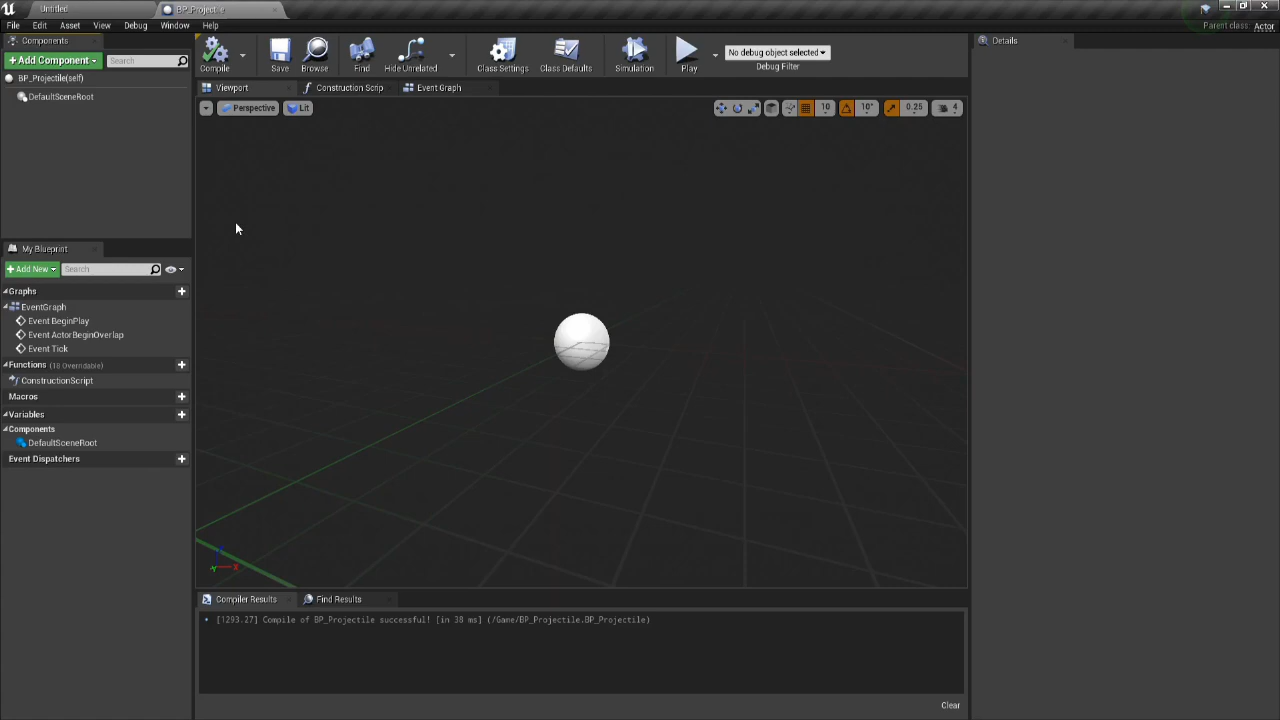 Untitled
BP_Projectile
File Edit Asset View Debug Window Help
Parent class: Actor
Components
+Add Component
Search
BP_Projectile(self)
DefaultSceneRoot
Compile
Save
Browse
Find
Hide Unrelated
Class Settings
Class Defaults
Simulation
Play
No debug object selected
Debug Filter
Details
Viewport
Construction Scrip
Event Graph
Perspective
Lit
10
10°
0.25
4
My Blueprint
+Add New
Search
Graphs
EventGraph
Event BeginPlay
Event ActorBeginOverlap
Event Tick
Functions (18 Overridable)
ConstructionScript
Macros
Variables
Components
DefaultSceneRoot
Event Dispatchers
Compiler Results
Find Results
[1293.27] Compile of BP_Projectile successful! [in 38 ms] (/Game/BP_Projectile.BP_Projectile)
Clear